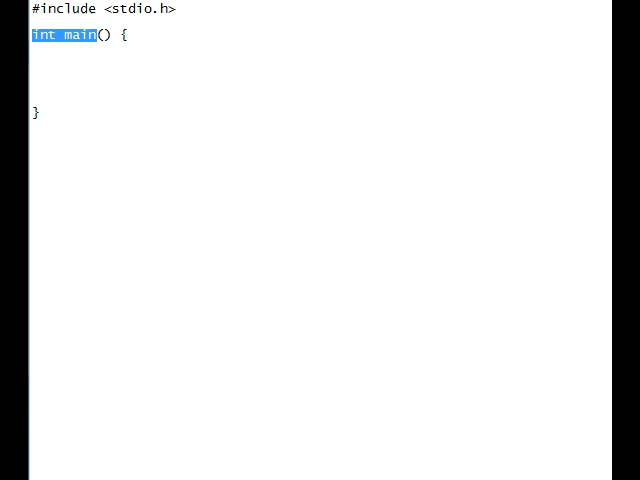 #include <stdio.h>
int main() {
}